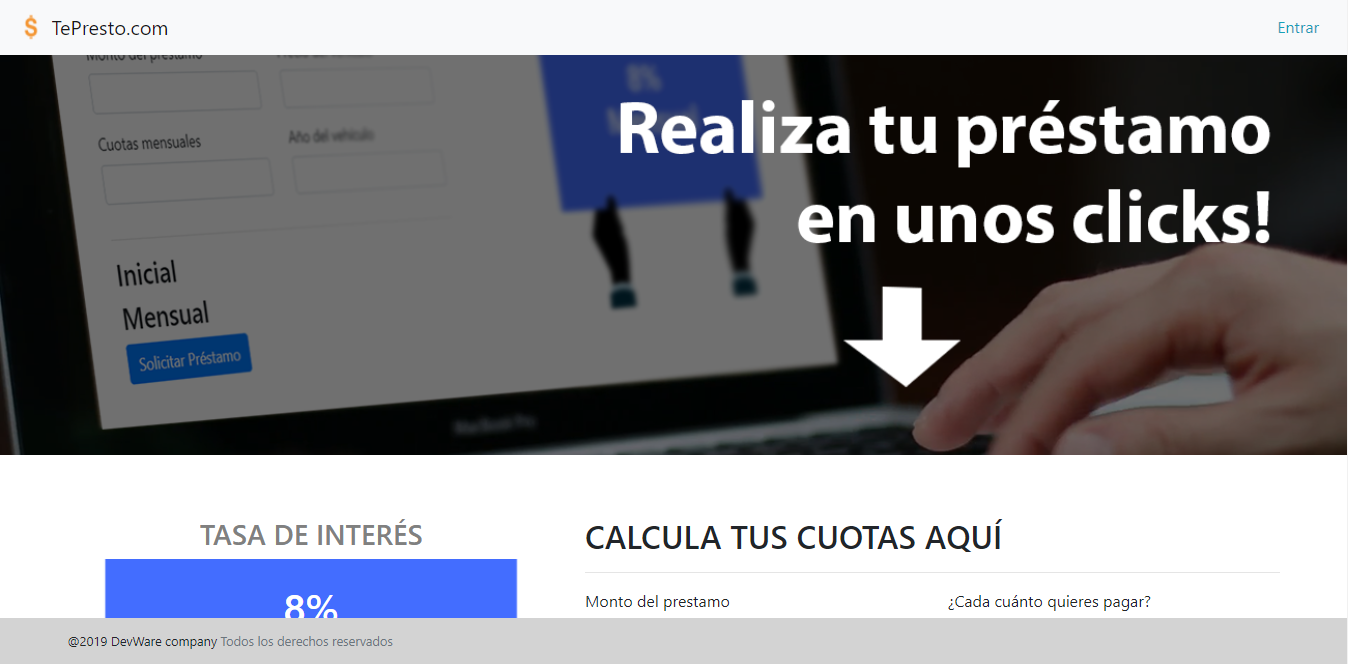 TePresto.com
Entrar
Monto del prestamo
8%
Cuotas mensuales
Año del vehículo
Inicial
Mensual
Solicitar Préstamo
MacBook Pro
Realiza tu préstamo
en unos clicks!
TASA DE INTERÉS
8%
CALCULA TUS CUOTAS AQUÍ
Monto del prestamo
¿Cada cuánto quieres pagar?
@2019 DevWare company Todos los derechos reservados